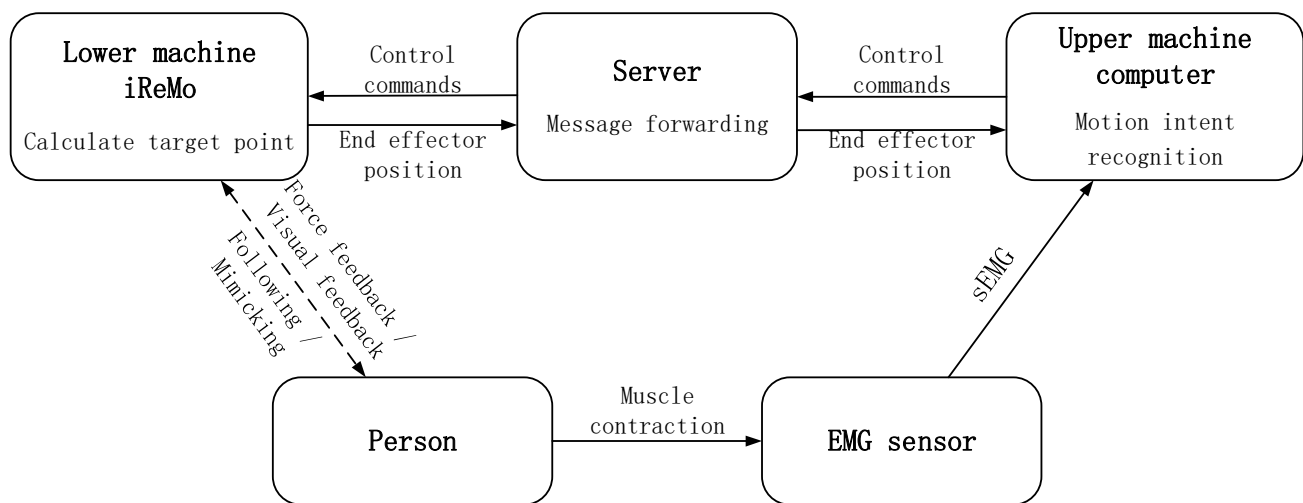 Lower machine
iReMo
Calculate target point
Control
commands
End effector
position
Server
Message forwarding
Control
commands
End effector
position
Upper machine
computer
Motion intent
recognition
Force feedback /
Visual feedback
Following /
Mimicking
sEMG
Person
Muscle
contraction
EMG sensor